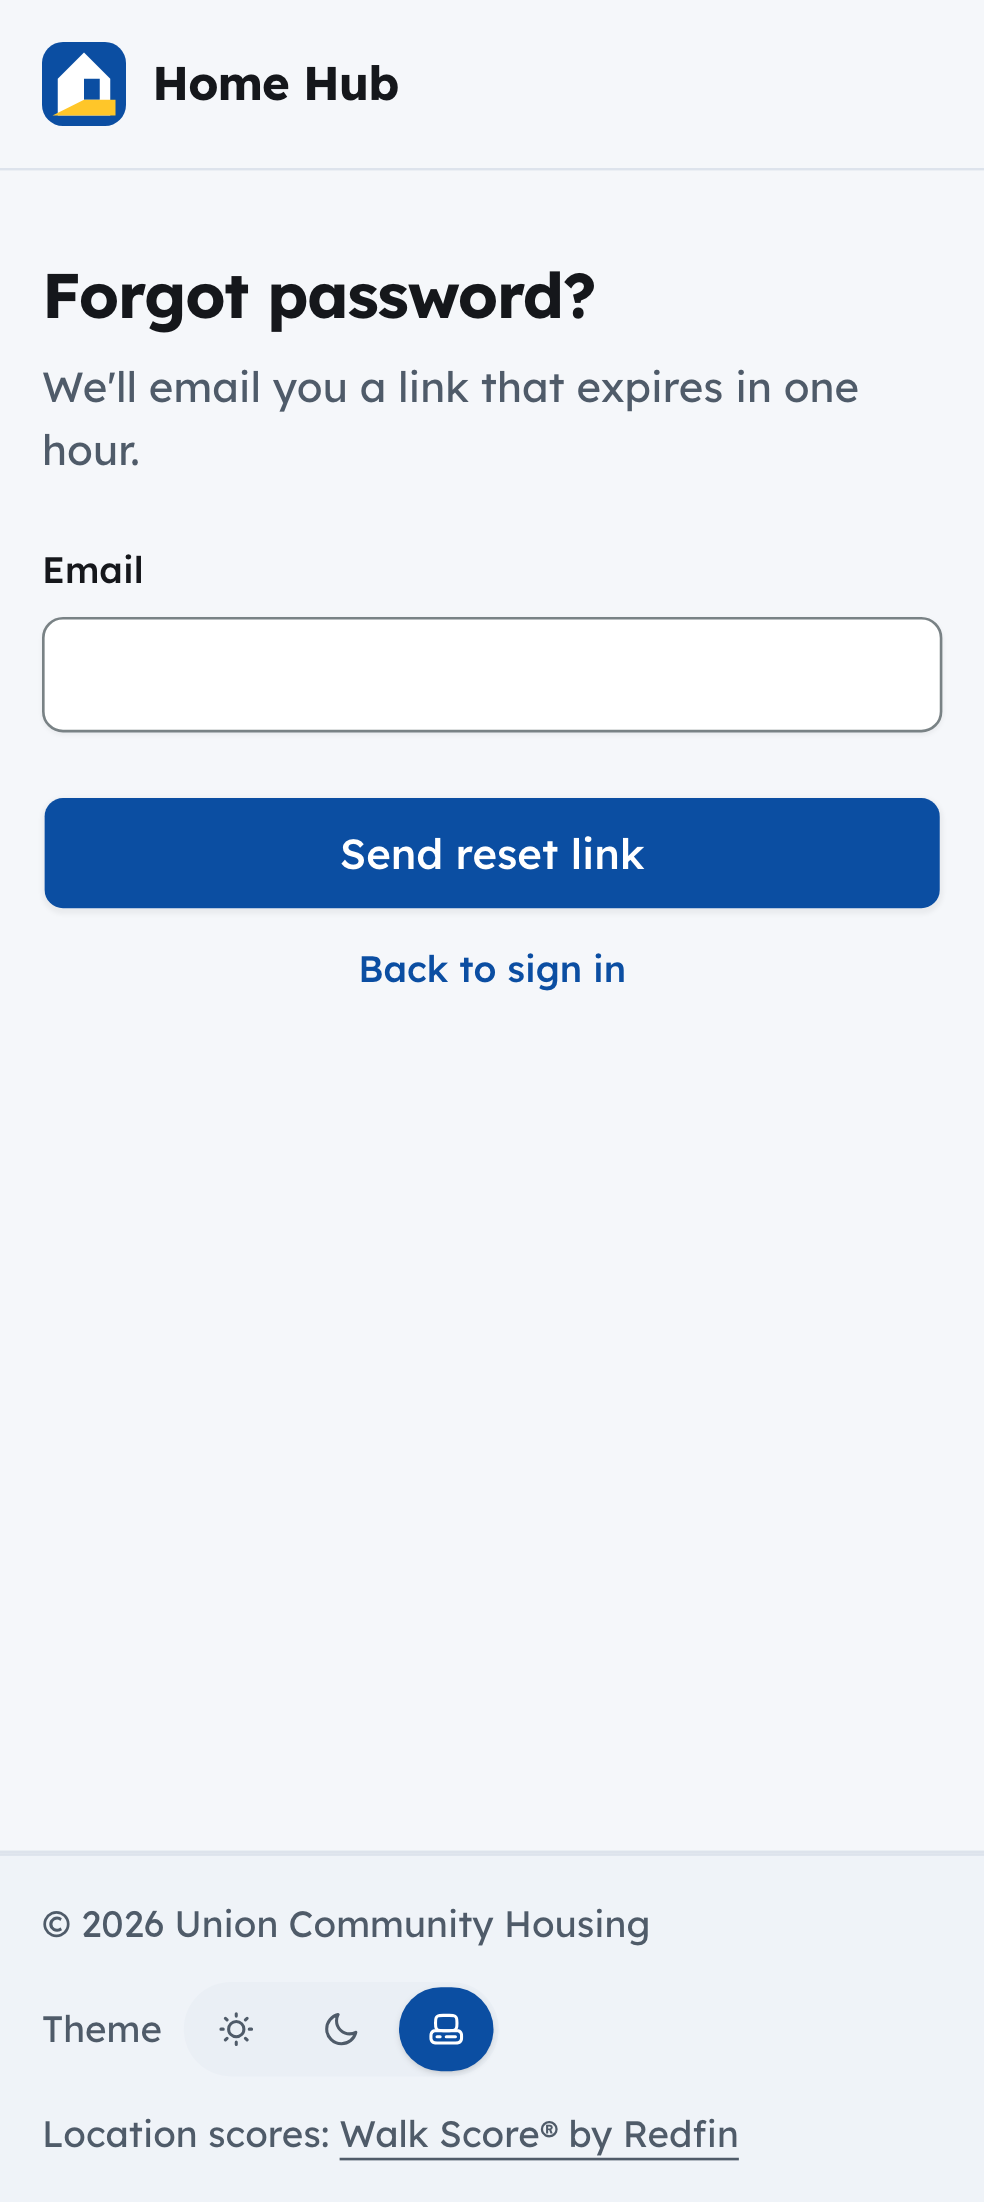 Home Hub
Forgot password?
We'll email you a link that expires in one
hour.
Email
Send reset link
Back to sign in
© 2026 Union Community Housing
Theme
Location scores: Walk Score® by Redfin